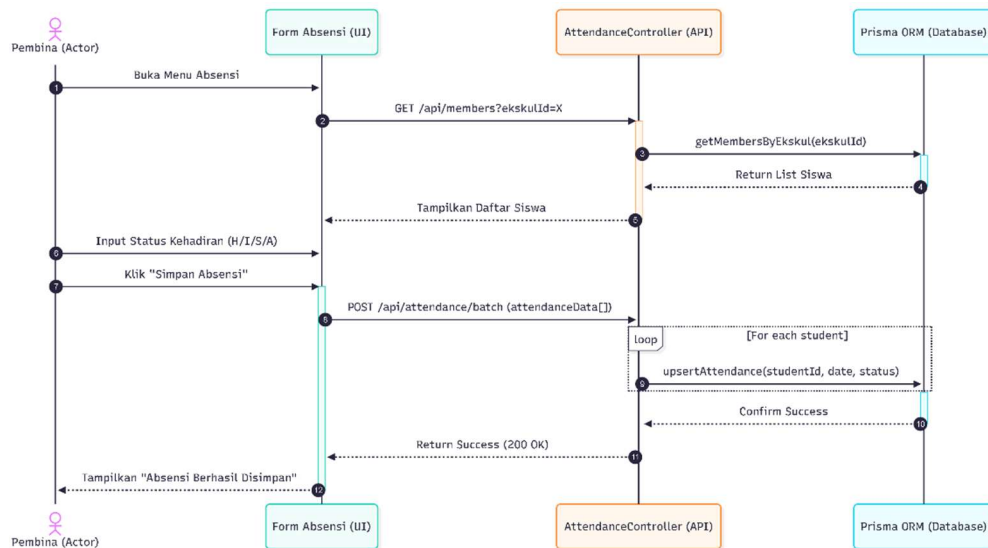 Pembina (Actor)
Form Absensi (UI)
AttendanceController (API)
Prisma ORM (Database)
1
Buka Menu Absensi
2
GET /api/members?ekskulId=X
3
getMembersByEkskul(ekskulId)
Return List Siswa
4
Tampilkan Daftar Siswa
5
6
Input Status Kehadiran (H/I/S/A)
7
Klik "Simpan Absensi"
8
POST /api/attendance/batch (attendanceData[])
loop
[For each student]
9
upsertAttendance(studentId, date, status)
Confirm Success
10
Return Success (200 OK)
11
Tampilkan "Absensi Berhasil Disimpan"
12
Pembina (Actor)
Form Absensi (UI)
AttendanceController (API)
Prisma ORM (Database)